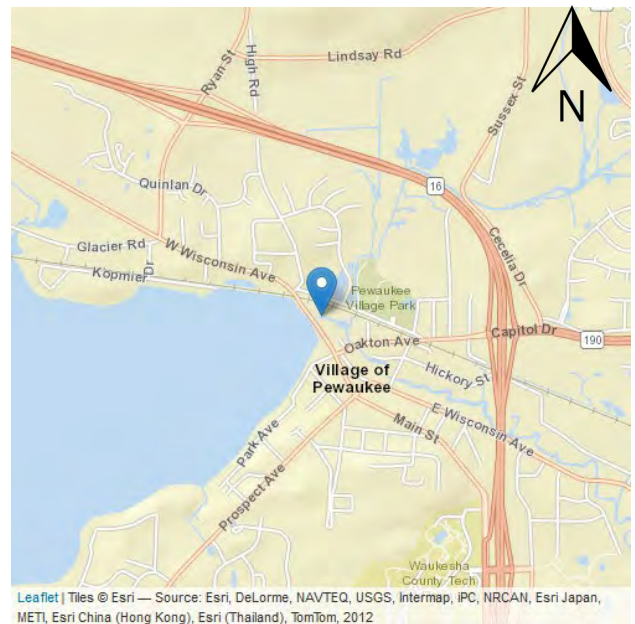 Lindsay Rd
High Rd
Ryan St
Sussex St
N
16
Quinlan Dr
Glacier Rd
W Wisconsin Ave
Kopmier Dr
Cecelia Dr
Pewaukee
Village Park
Capitol Dr
190
Oakton Ave
Village of
Pewaukee
Hickory St
E Wisconsin Ave
Main St
Park Ave
Prospect Ave
Waukesha
County Tech
Leaflet | Tiles © Esri — Source: Esri, DeLorme, NAVTEQ, USGS, Intermap, iPC, NRCAN, Esri Japan,
METI, Esri China (Hong Kong), Esri (Thailand), TomTom, 2012